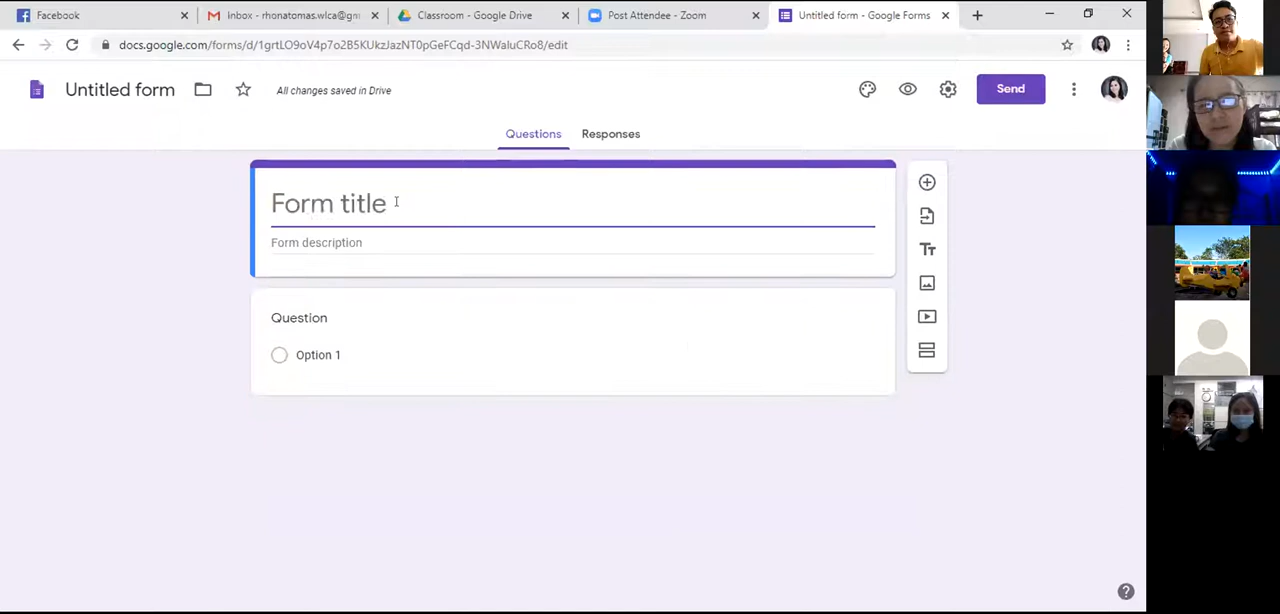 Facebook
Inbox - rhonatomas.wlca@gm
Classroom - Google Drive
Post Attendee - Zoom
Untitled form - Google Forms
docs.google.com/forms/d/1grtLO9oV4p7o2B5KUkzJazNT0pGeFCqd-3NWaluCRo8/edit
Untitled form
All changes saved in Drive
Send
Questions
Responses
Form title
Form description
Question
Option 1